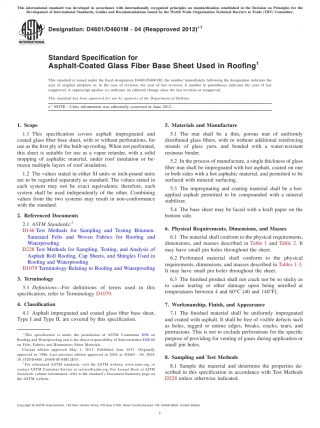 This international standard was developed in accordance with internationally recognized principles on standardization established in the Decision on Principles for the
Development of International Standards, Guides and Recommendations issued by the World Trade Organization Technical Barriers to Trade (TBT) Committee.
Designation: D4601/D4601M − 04 (Reapproved 2012)ε1
INTERNATIONAL
Standard Specification for
Asphalt-Coated Glass Fiber Base Sheet Used in Roofing1
This standard is issued under the fixed designation D4601/D4601M; the number immediately following the designation indicates the
year of original adoption or, in the case of revision, the year of last revision. A number in parentheses indicates the year of last
reapproval. A superscript epsilon (ε) indicates an editorial change since the last revision or reapproval.
This standard has been approved for use by agencies of the Department of Defense.
ε1 NOTE—Units information was editorially corrected in June 2012.
1. Scope
1.1 This specification covers asphalt impregnated and
coated glass fiber base sheet, with or without perforations, for
use as the first ply of the built-up roofing. When not perforated,
this sheet is suitable for use as a vapor retarder, with a solid
mopping of asphaltic material, under roof insulation or be-
tween multiple layers of roof insulation.
1.2 The values stated in either SI units or inch-pound units
are to be regarded separately as standard. The values stated in
each system may not be exact equivalents; therefore, each
system shall be used independently of the other. Combining
values from the two systems may result in non-conformance
with the standard.
2. Referenced Documents
2.1 ASTM Standards:2
D146 Test Methods for Sampling and Testing Bitumen-
Saturated Felts and Woven Fabrics for Roofing and
Waterproofing
D228 Test Methods for Sampling, Testing, and Analysis of
Asphalt Roll Roofing, Cap Sheets, and Shingles Used in
Roofing and Waterproofing
D1079 Terminology Relating to Roofing and Waterproofing
3. Terminology
3.1 Definitions—For definitions of terms used in this
specification, refer to Terminology D1079.
4. Classification
4.1 Asphalt impregnated and coated glass fiber base sheet,
Type I and Type II, are covered by this specification.
1 This specification is under the jurisdiction of ASTM Committee D08 on
Roofing and Waterproofing and is the direct responsibility of Subcommittee D08.04
on Felts, Fabrics and Bituminous Sheet Materials.
Current edition approved May 1, 2012. Published June 2012. Originally
approved in 1986. Last previous edition approved in 2004 as D4601 – 04. DOI:
10.1520/D4601_D4601M-04R12E01.
2 For referenced ASTM standards, visit the ASTM website, www.astm.org, or
contact ASTM Customer Service at service@astm.org. For Annual Book of ASTM
Standards volume information, refer to the standard's Document Summary page on
the ASTM website.
5. Materials and Manufacture
5.1 The mat shall be a thin, porous mat of uniformly
distributed glass fibers, with or without additional reinforcing
strands of glass yarn, and bonded with a water-resistant
resinous binder.
5.2 In the process of manufacture, a single thickness of glass
fiber mat shall be impregnated with hot asphalt, coated on one
or both sides with a hot asphaltic material, and permitted to be
surfaced with mineral surfacing.
5.3 The impregnating and coating material shall be a hot-
applied asphalt permitted to be compounded with a mineral
stabilizer.
5.4 The base sheet may be faced with a kraft paper on the
bottom side.
6. Physical Requirements, Dimensions, and Masses
6.1 The material shall conform to the physical requirements,
dimensions, and masses described in Table 1 and Table 2. It
may have small pin holes throughout the sheet.
6.2 Perforated material shall conform to the physical
requirements, dimensions, and masses described in Tables 1-3.
It may have small pin holes throughout the sheet.
6.3 The finished product shall not crack nor be so sticky as
to cause tearing or other damage upon being unrolled at
temperatures between 4 and 60°C [40 and 140°F].
7. Workmanship, Finish, and Appearance
7.1 The finished material shall be uniformly impregnated
and coated with asphalt. It shall be free of visible defects such
as holes, ragged or untrue edges, breaks, cracks, tears, and
protrusions. This is not to exclude perforations for the specific
purpose of providing for venting of gases during application or
small pin holes.
8. Sampling and Test Methods
8.1 Sample the material and determine the properties de-
scribed in this specification in accordance with Test Methods
D228 unless otherwise indicated.
Copyright © ASTM International, 100 Barr Harbor Drive, PO Box C700, West Conshohocken, PA 19428-2959. United States
1